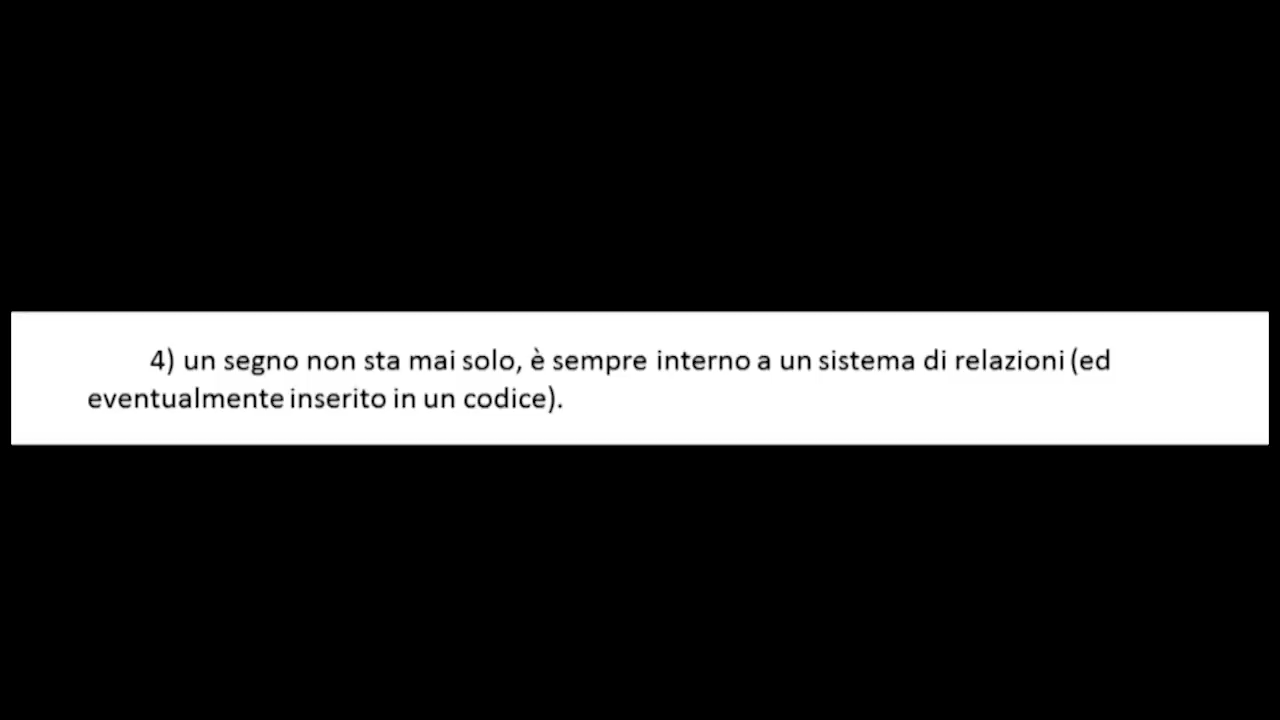 4) un segno non sta mai solo, è sempre interno a un sistema di relazioni (ed
eventualmente inserito in un codice).